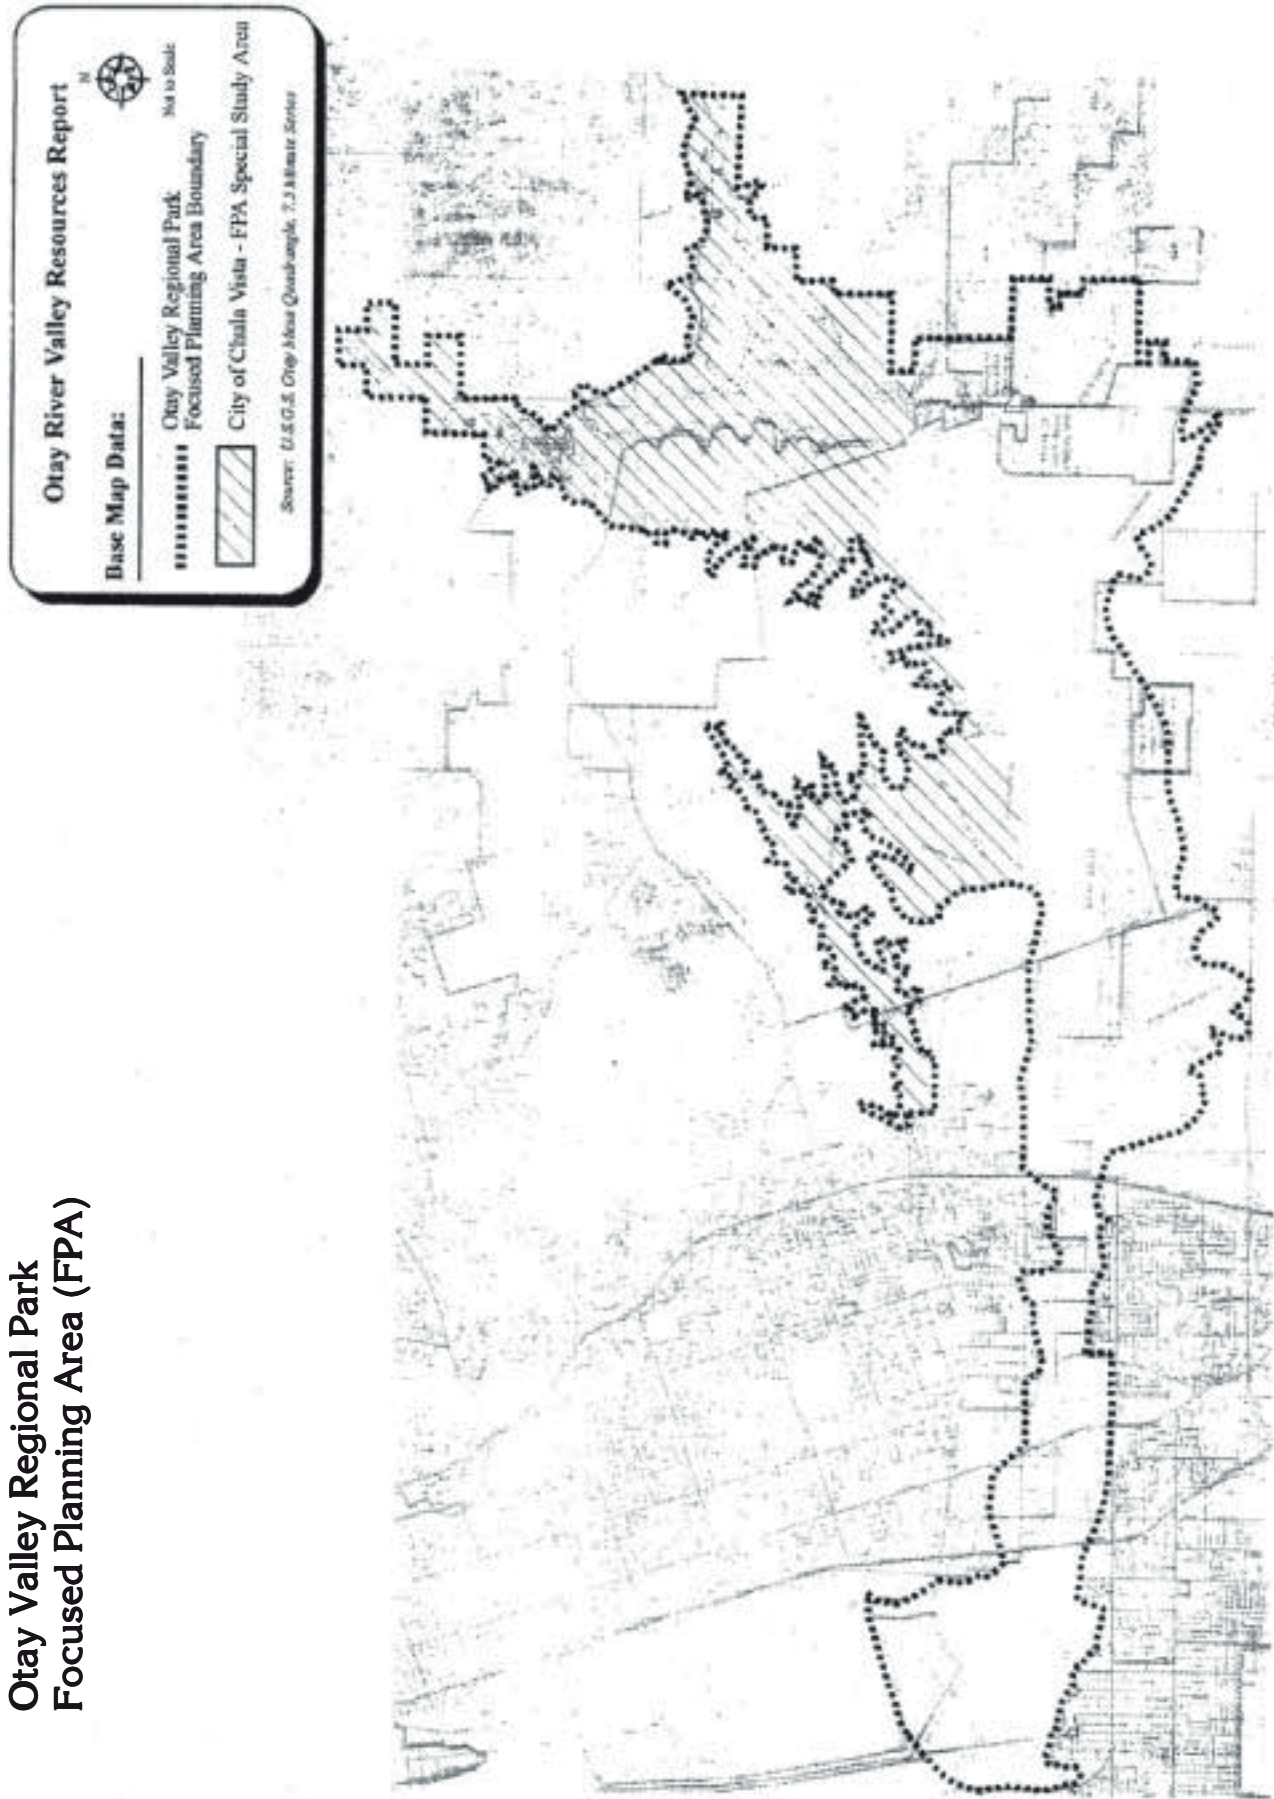 Otay Valley Regional Park
Focused Planning Area (FPA)
Otay River Valley Resources Report
N
Base Map Data:
Not to Scale
Otay Valley Regional Park
Focused Planning Area Boundary
City of Chula Vista - FPA Special Study Area
Source: U.S.G.S. Otay Mesa Quadrangle, 7.5 Minute Series